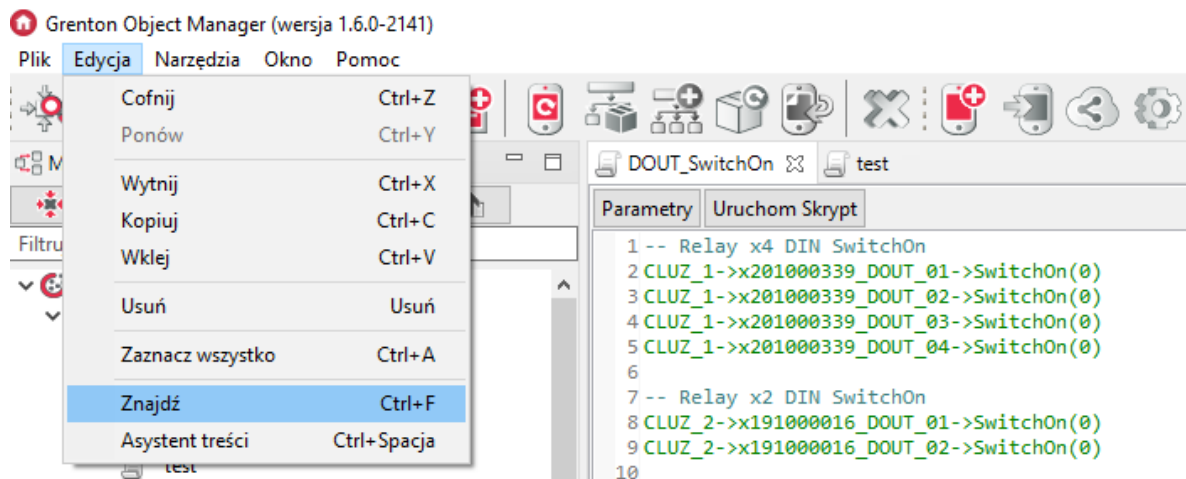 Grenton Object Manager (wersja 1.6.0-2141)
Plik Edycja Narzędzia Okno Pomoc
Cofnij Ctrl+Z
Ponów Ctrl+Y
Wytnij Ctrl+X
Kopiuj Ctrl+C
Wklej Ctrl+V
Usuń Usuń
Zaznacz wszystko Ctrl+A
Znajdź Ctrl+F
Asystent treści Ctrl+Spacja
M
Filtru
test
DOUT_SwitchOn test
Parametry Uruchom Skrypt
1 -- Relay x4 DIN SwitchOn
2 CLUZ_1->x201000339_DOUT_01->SwitchOn(0)
3 CLUZ_1->x201000339_DOUT_02->SwitchOn(0)
4 CLUZ_1->x201000339_DOUT_03->SwitchOn(0)
5 CLUZ_1->x201000339_DOUT_04->SwitchOn(0)
6
7 -- Relay x2 DIN SwitchOn
8 CLUZ_2->x191000016_DOUT_01->SwitchOn(0)
9 CLUZ_2->x191000016_DOUT_02->SwitchOn(0)
10